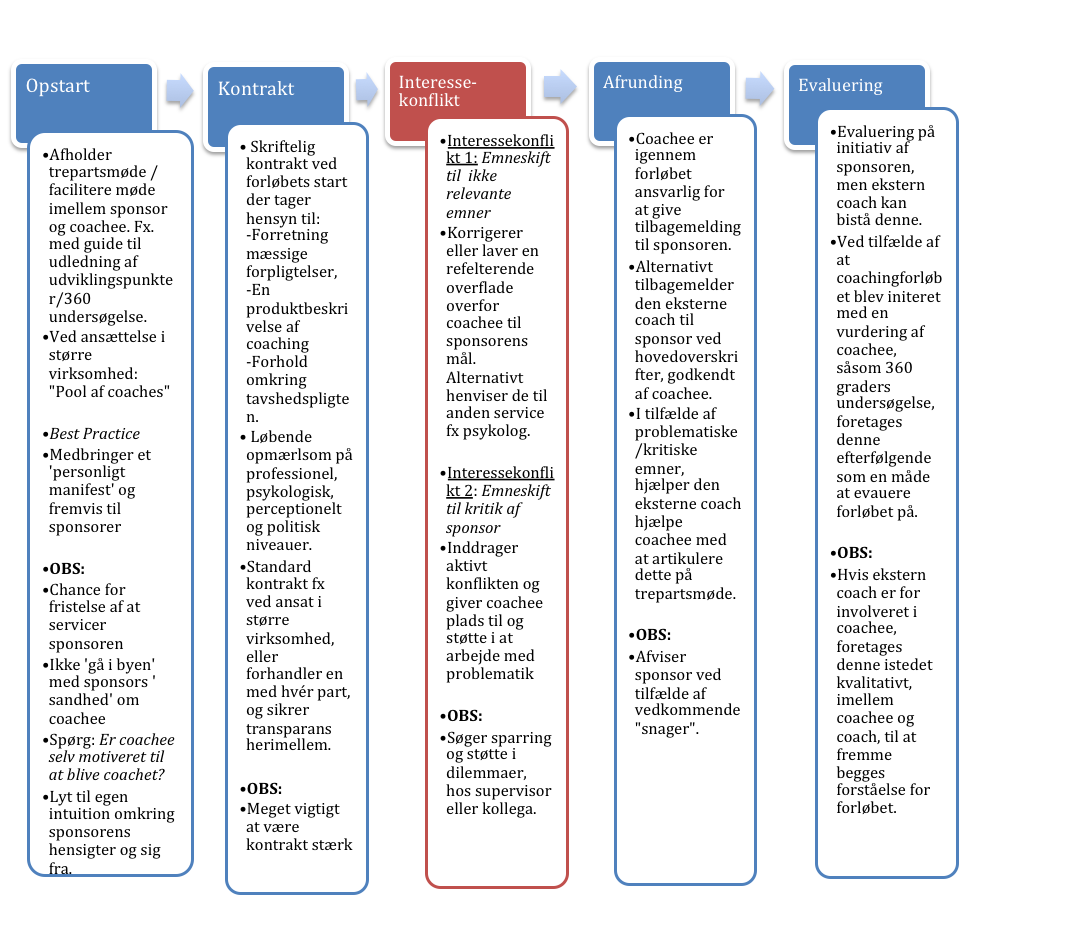 Opstart
•Afholder
trepartsmøde /
facilitere møde
imellem sponsor
og coachee. Fx.
med guide til
udledning af
udviklingspunkte
r/360
undersøgelse.
•Ved ansættelse i
større
virksomhed:
"Pool af coaches"
•Best Practice
•Medbringer et
'personligt
manifest' og
fremvis til
sponsorer
•OBS:
•Chance for
fristelse af at
servicer
sponsoren
•Ikke 'gå i byen'
med sponsors '
sandhed' om
coachee
•Spørg: Er coachee
selv motiveret til
at blive coachet?
•Lyt til egen
intuition omkring
sponsorens
hensigter og sig
fra.
Kontrakt
• Skriftelig
kontrakt ved
forløbets start
der tager
hensyn til:
-Forretning
mæssige
forpligtelser,
-En
produktbeskri
velse af
coaching
-Forhold
omkring
tavshedspligte
n.
• Løbende
opmærlsom på
professionel,
psykologisk,
perceptionelt
og politisk
niveauer.
•Standard
kontrakt fx
ved ansat i
større
virksomhed,
eller
forhandler en
med hvér part,
og sikrer
transparans
herimellem.
•OBS:
•Meget vigtigt
at være
kontrakt stærk
Interesse-
konflikt
•Interessekonfli
kt 1: Emneskift
til ikke
relevante
emner
•Korrigerer
eller laver en
refelterende
overflade
overfor
coachee til
sponsorens
mål.
Alternativt
henviser de til
anden service
fx psykolog.
•Interessekonfli
kt 2: Emneskift
til kritik af
sponsor
•Inddrager
aktivt
konflikten og
giver coachee
plads til og
støtte i at
arbejde med
problematik
•OBS:
•Søger sparring
og støtte i
dilemmaer,
hos supervisor
eller kollega.
Afrunding
•Coachee er
igennem
forløbet
ansvarlig for
at give
tilbagemelding
til sponsoren.
•Alternativt
tilbagemelder
den eksterne
coach til
sponsor ved
hovedoverskri
fter, godkendt
af coachee.
•I tilfælde af
problematiske
/kritiske
emner,
hjælper den
eksterne coach
hjælpe
coachee med
at artikulere
dette på
trepartsmøde.
•OBS:
•Afviser
sponsor ved
tilfælde af
vedkommende
"snager".
Evaluering
•Evaluering på
initiativ af
sponsoren,
men ekstern
coach kan
bistå denne.
•Ved tilfælde af
at
coachingforløb
et blev initeret
med en
vurdering af
coachee,
såsom 360
graders
undersøgelse,
foretages
denne
efterfølgende
som en måde
at evauere
forløbet på.
•OBS:
•Hvis ekstern
coach er for
involveret i
coachee,
foretages
denne istedet
kvalitativt,
imellem
coachee og
coach, til at
fremme
begges
forståelse for
forløbet.